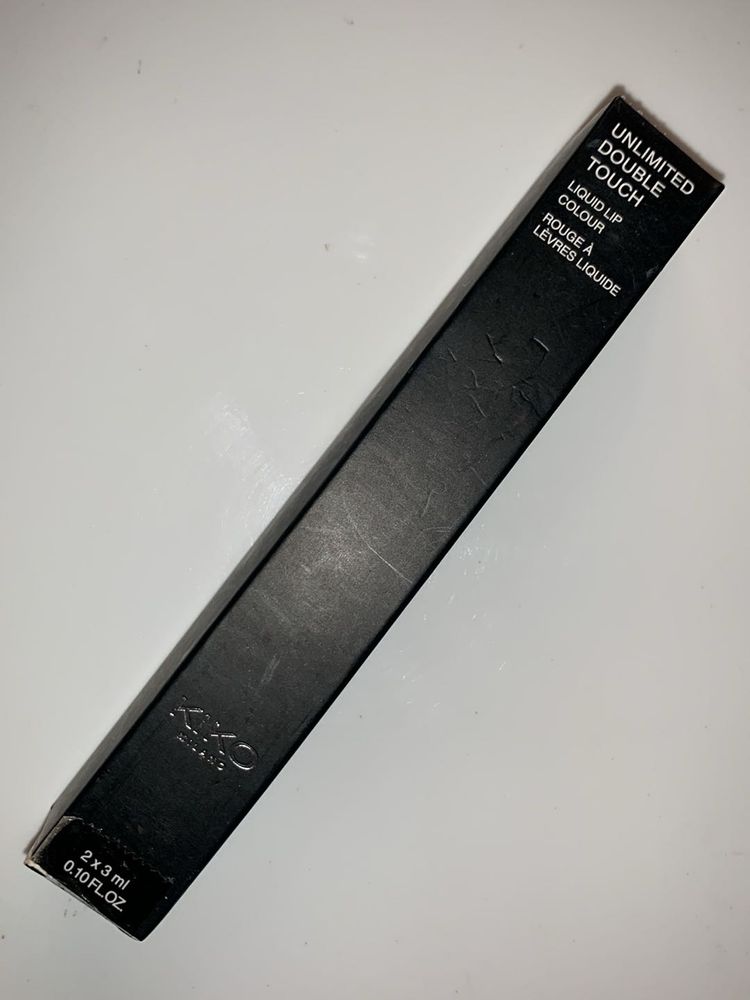 UNLIMITED
DOUBLE
TOUCH
LIQUID LIP
COLOUR
ROUGE À
LÈVRES LIQUIDE
KIKO
MILANO
2 x 3 ml
0.10 FL.OZ